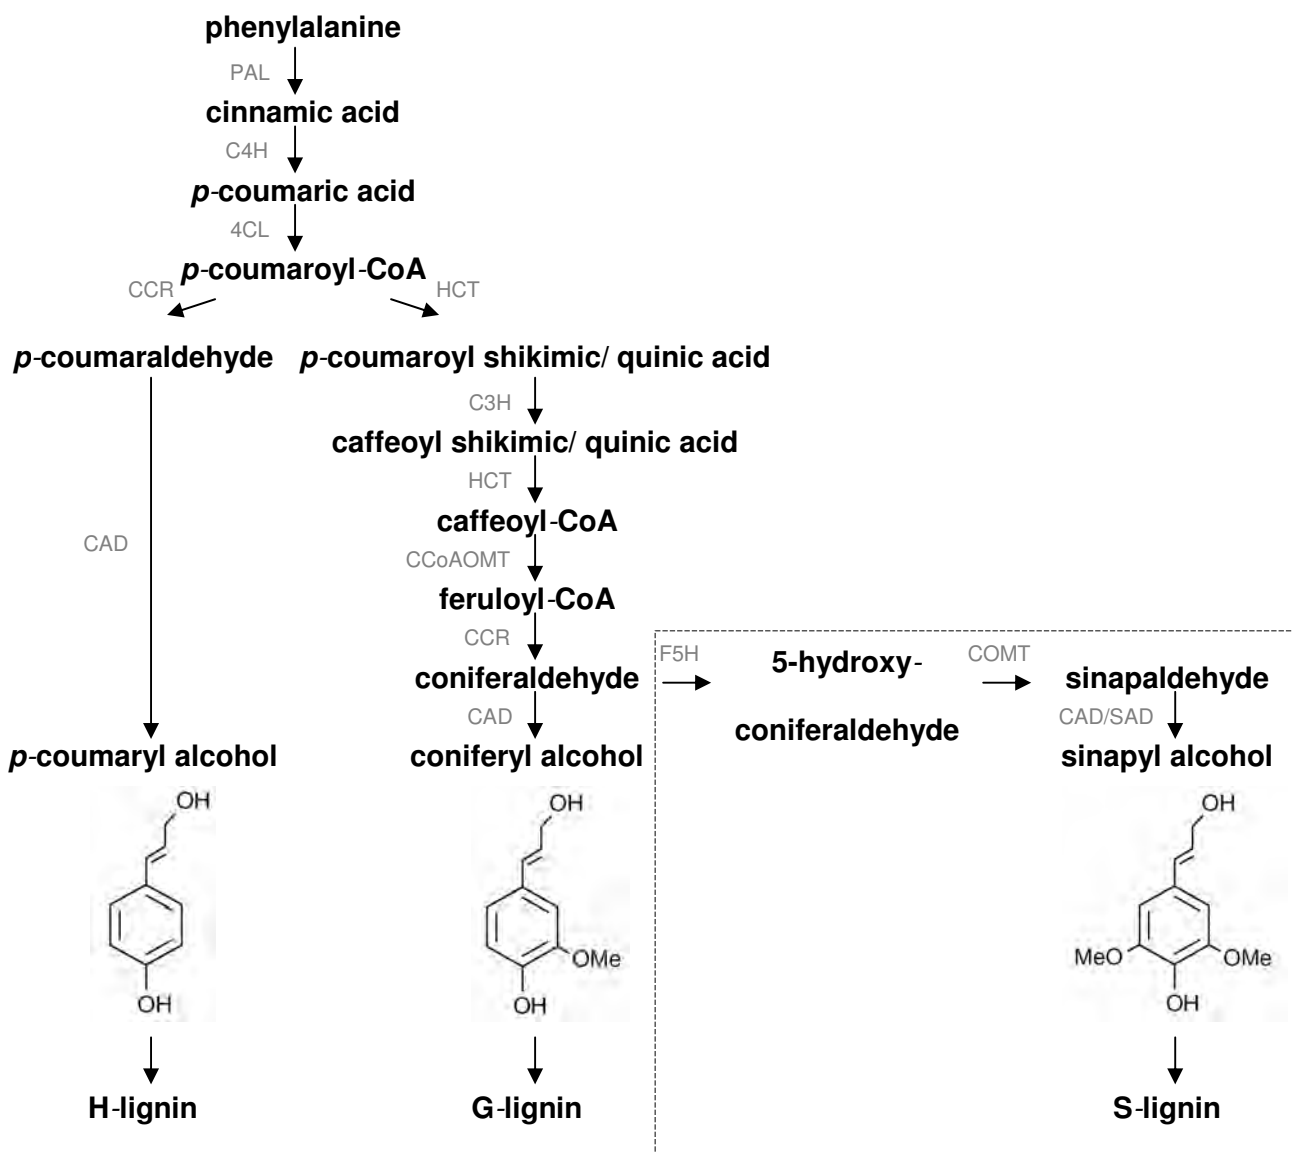 phenylalanine
PAL
cinnamic acid
C4H
p-coumaric acid
4CL
p-coumaroyl-CoA
CCR
HCT
p-coumaraldehyde
p-coumaroyl shikimic/ quinic acid
C3H
caffeoyl shikimic/ quinic acid
HCT
caffeoyl-CoA
CAD
CCoAOMT
feruloyl-CoA
CCR
coniferaldehyde
F5H
5-hydroxy-
coniferaldehyde
COMT
sinapaldehyde
CAD
CAD/SAD
p-coumaryl alcohol
coniferyl alcohol
sinapyl alcohol
OH
OH
OH
OMe
OH
OH
MeO
OMe
OH
H-lignin
G-lignin
S-lignin